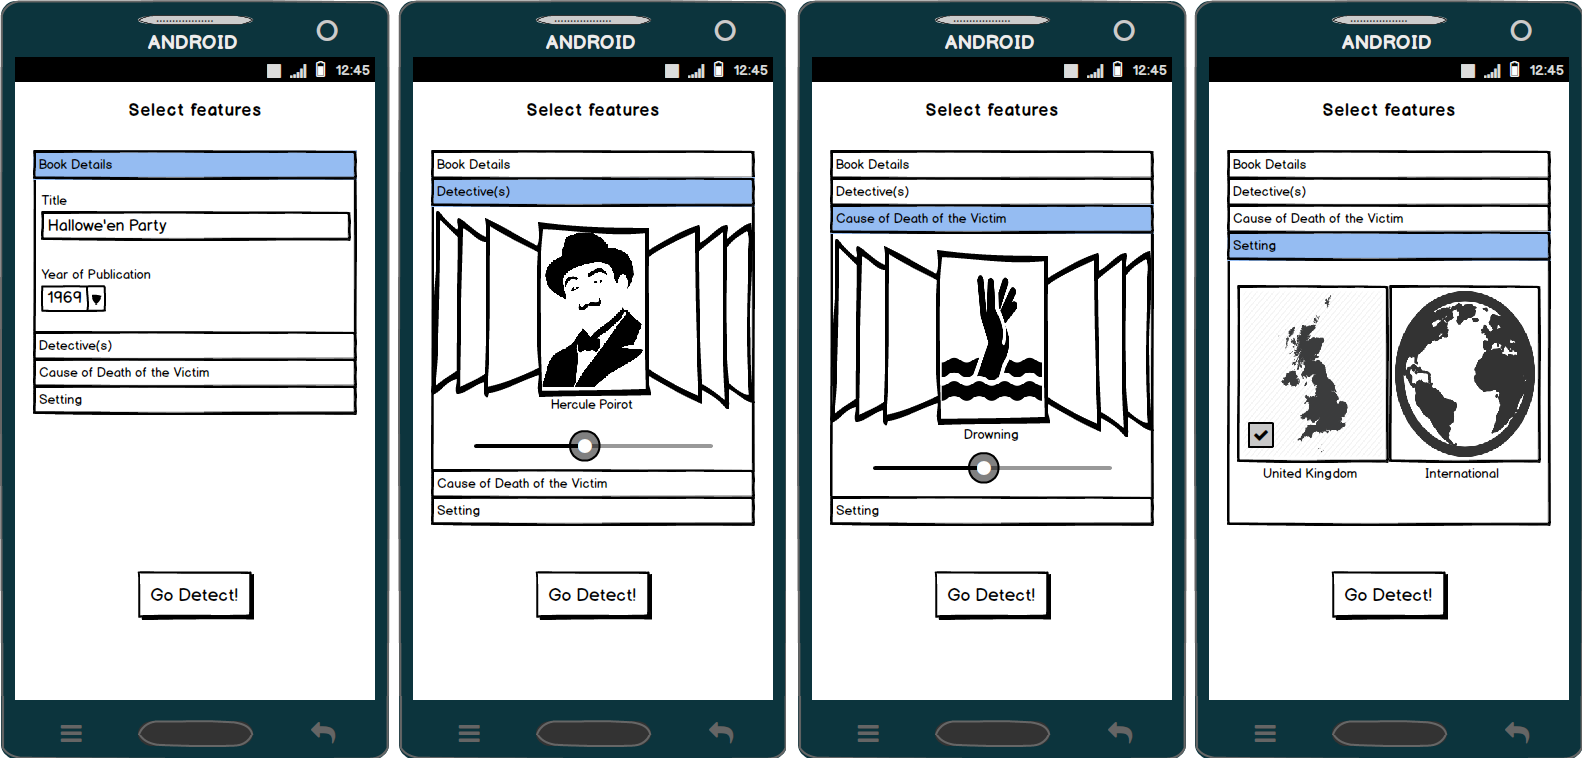 ANDROID
12:45
Select features
Book Details
Title
Hallowe'en Party
Year of Publication
1969
Detective(s)
Cause of Death of the Victim
Setting
Go Detect!
ANDROID
12:45
Select features
Book Details
Detective(s)
Hercule Poirot
Cause of Death of the Victim
Setting
Go Detect!
ANDROID
12:45
Select features
Book Details
Detective(s)
Cause of Death of the Victim
Drowning
Setting
Go Detect!
ANDROID
12:45
Select features
Book Details
Detective(s)
Cause of Death of the Victim
Setting
United Kingdom
International
Go Detect!